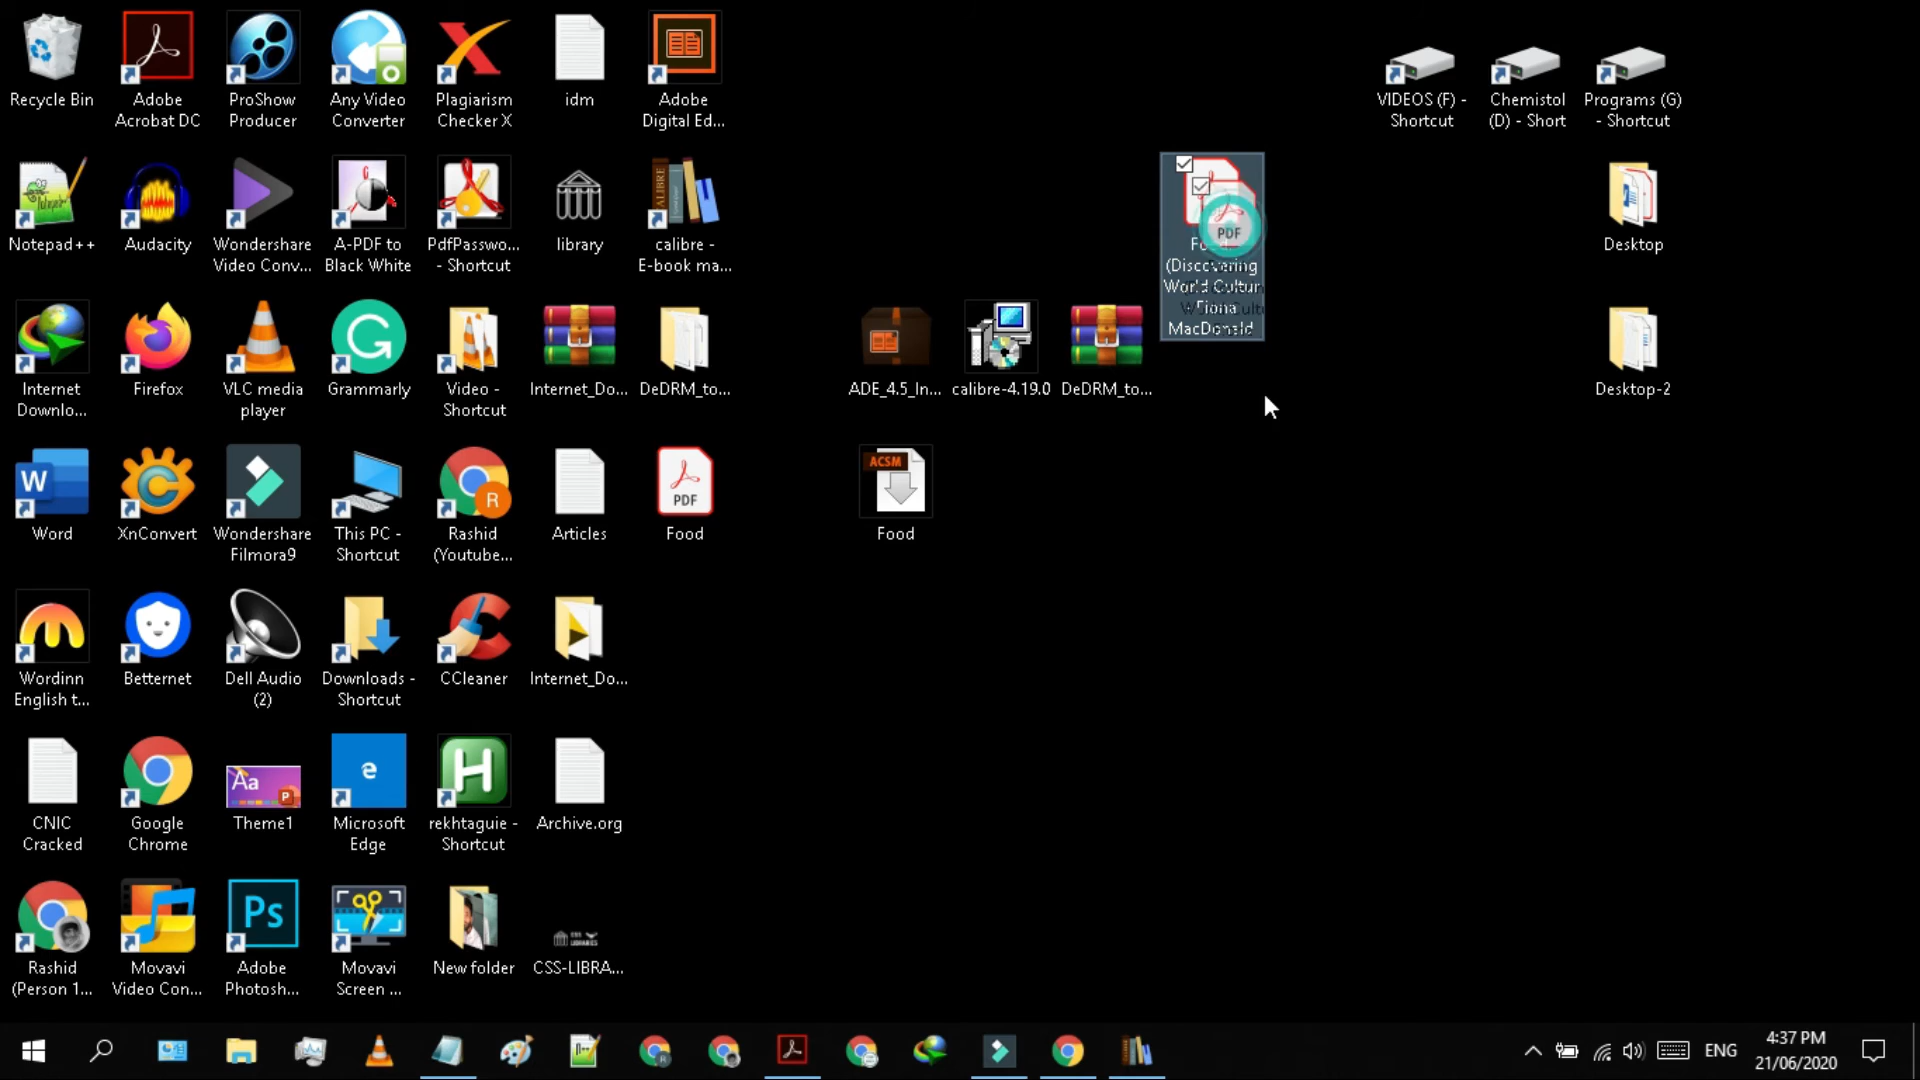 Recycle Bin
Adobe
Acrobat DC
ProShow
Producer
Any Video
Converter
Plagiarism
Checker X
idm
Adobe
Digital Ed...
VIDEOS (F) -
Shortcut
Chemistol
(D) - Short
Programs (G)
- Shortcut
Notepad++
Audacity
Wondershare
Video Conv...
A-PDF to
Black White
PdfPasswo...
- Shortcut
library
CALIBRE
calibre -
E-book ma...
PDF
(Discovering
World Cultur
Fiona
MacDonald
Desktop
Internet
Downlo...
Firefox
VLC media
player
Grammarly
Video -
Shortcut
Internet_Do...
DeDRM_to...
ADE_4.5_In...
calibre-4.19.0
DeDRM_to...
Desktop-2
W
Word
XnConvert
Wondershare
Filmora9
This PC -
Shortcut
R
Rashid
(Youtube...
Articles
PDF
Food
ACSM
Food
Wordinn
English t...
Betternet
Dell Audio
(2)
Downloads -
Shortcut
CCleaner
Internet_Do...
CNIC
Cracked
Google
Chrome
Aa
Theme1
Microsoft
Edge
H
rekhtaguie -
Shortcut
Archive.org
Rashid
(Person 1...
Movavi
Video Con...
Ps
Adobe
Photosh...
Movavi
Screen ...
New folder
CSS-LIBRA...
ENG
4:37 PM
21/06/2020